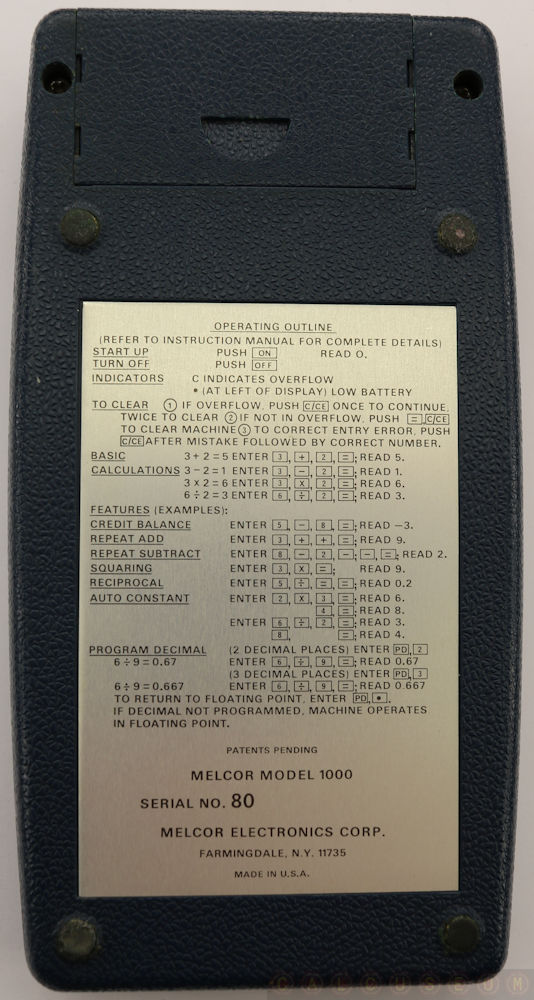 OPERATING OUTLINE
(REFER TO INSTRUCTION MANUAL FOR COMPLETE DETAILS)
START UP PUSH ON READ O.
TURN OFF PUSH OFF
INDICATORS C INDICATES OVERFLOW
• (AT LEFT OF DISPLAY) LOW BATTERY
TO CLEAR ① IF OVERFLOW, PUSH C/CE ONCE TO CONTINUE,
TWICE TO CLEAR ② IF NOT IN OVERFLOW, PUSH =, C/CE
TO CLEAR MACHINE ③ TO CORRECT ENTRY ERROR, PUSH
C/CE AFTER MISTAKE FOLLOWED BY CORRECT NUMBER.
BASIC 3 + 2 = 5 ENTER 3, +, 2, =; READ 5.
CALCULATIONS 3 − 2 = 1 ENTER 3, −, 2, =; READ 1.
3 x 2 = 6 ENTER 3, X, 2, =; READ 6.
6 ÷ 2 = 3 ENTER 6, ÷, 2, =; READ 3.
FEATURES (EXAMPLES):
CREDIT BALANCE ENTER 5, −, 8, =; READ −3.
REPEAT ADD ENTER 3, +, +, =; READ 9.
REPEAT SUBTRACT ENTER 8, −, 2, −, −, =; READ 2.
SQUARING ENTER 3, X, =; READ 9.
RECIPROCAL ENTER 5, ÷, =, =; READ 0.2
AUTO CONSTANT ENTER 2, X, 3, =; READ 6.
4, =; READ 8.
ENTER 6, ÷, 2, =; READ 3.
8, =; READ 4.
PROGRAM DECIMAL (2 DECIMAL PLACES) ENTER PD, 2
6 ÷ 9 = 0.67 ENTER 6, ÷, 9, =; READ 0.67
(3 DECIMAL PLACES) ENTER PD, 3
6 ÷ 9 = 0.667 ENTER 6, ÷, 9, =; READ 0.667
TO RETURN TO FLOATING POINT, ENTER PD, •.
IF DECIMAL NOT PROGRAMMED, MACHINE OPERATES
IN FLOATING POINT.
PATENTS PENDING
MELCOR MODEL 1000
SERIAL NO. 80
MELCOR ELECTRONICS CORP.
FARMINGDALE, N.Y. 11735
MADE IN U.S.A.
CALCUSEUM